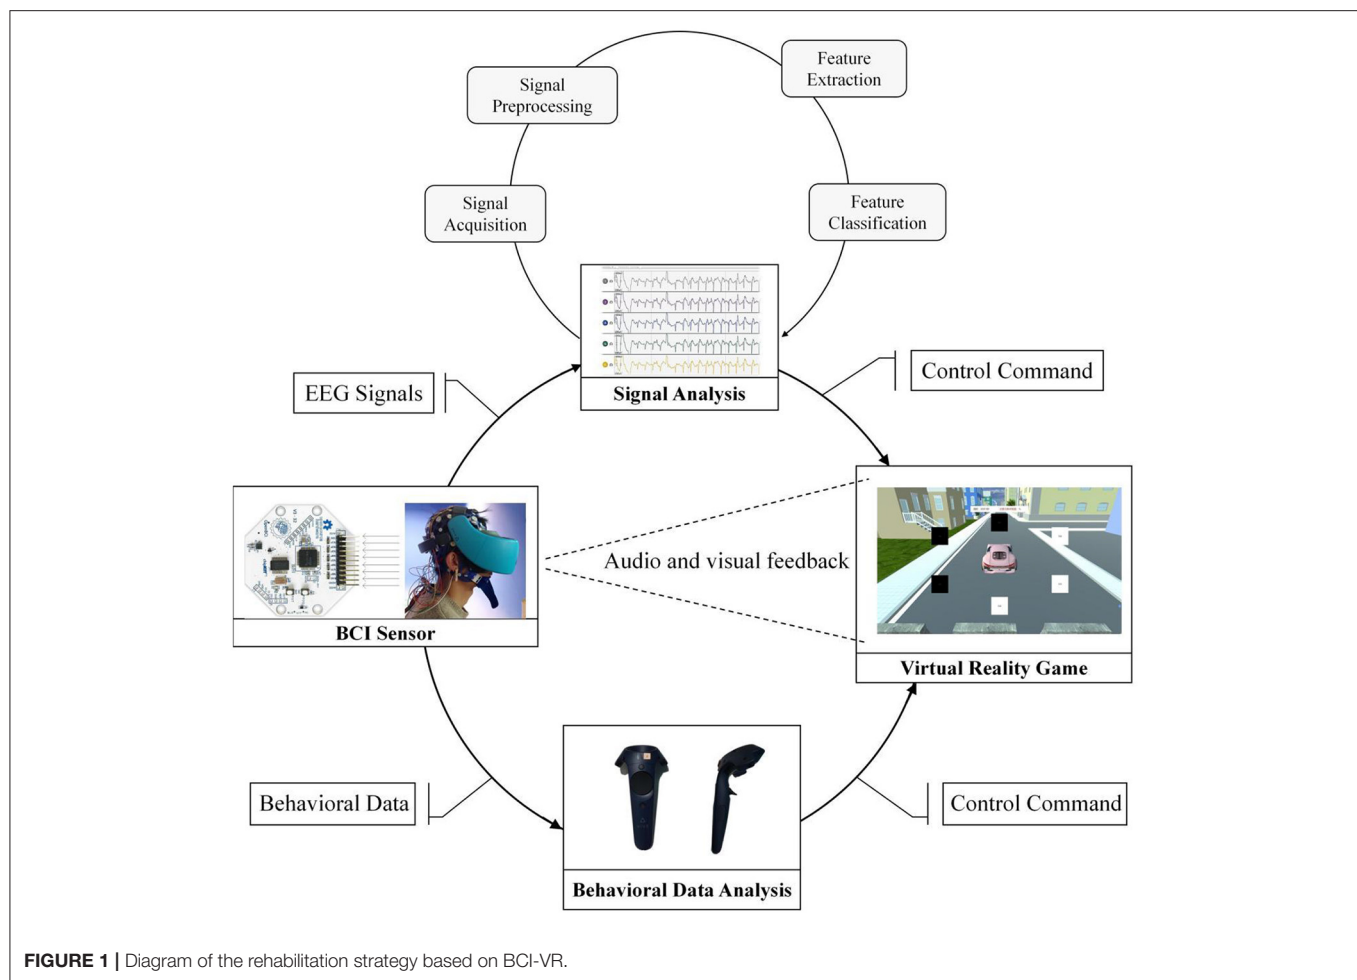 Feature
Extraction
Signal
Preprocessing
Signal
Acquisition
Feature
Classification
Signal Analysis
EEG Signals
Control Command
BCI Sensor
Audio and visual feedback
Virtual Reality Game
Behavioral Data
Control Command
Behavioral Data Analysis
FIGURE 1 | Diagram of the rehabilitation strategy based on BCI-VR.